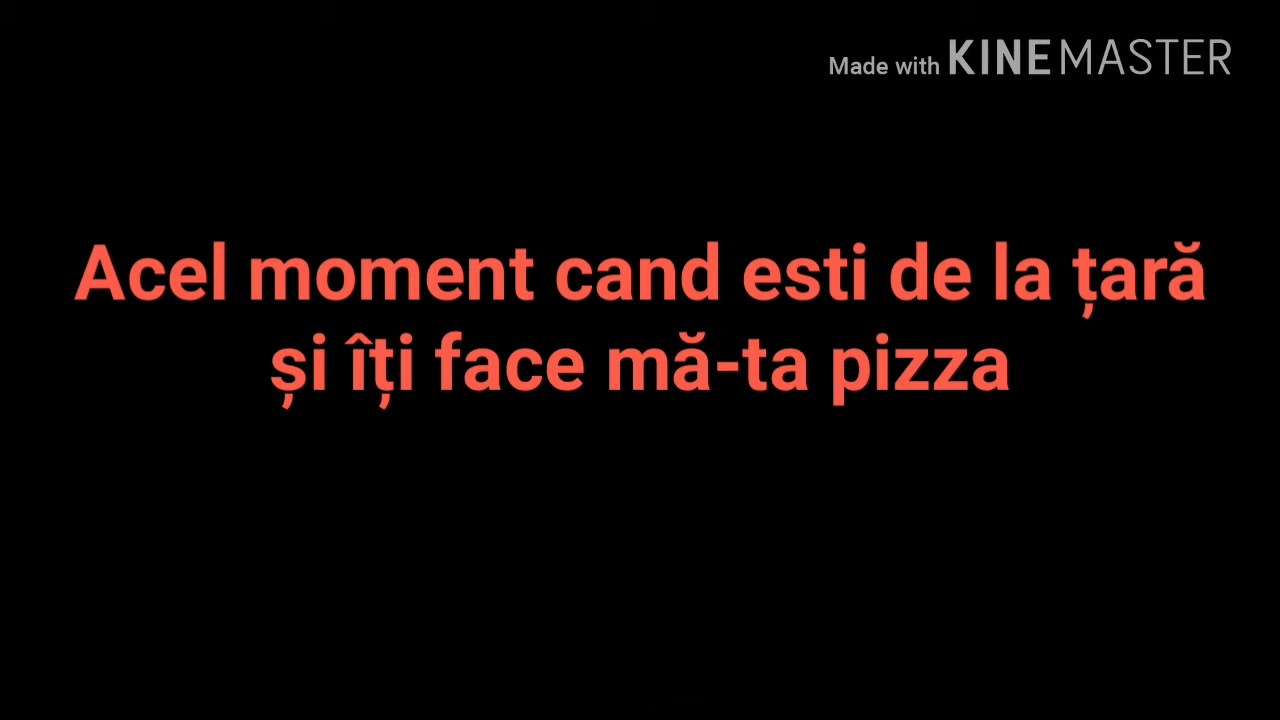 Made with KINEMASTER
Acel moment cand esti de la țară
și îți face mă-ta pizza